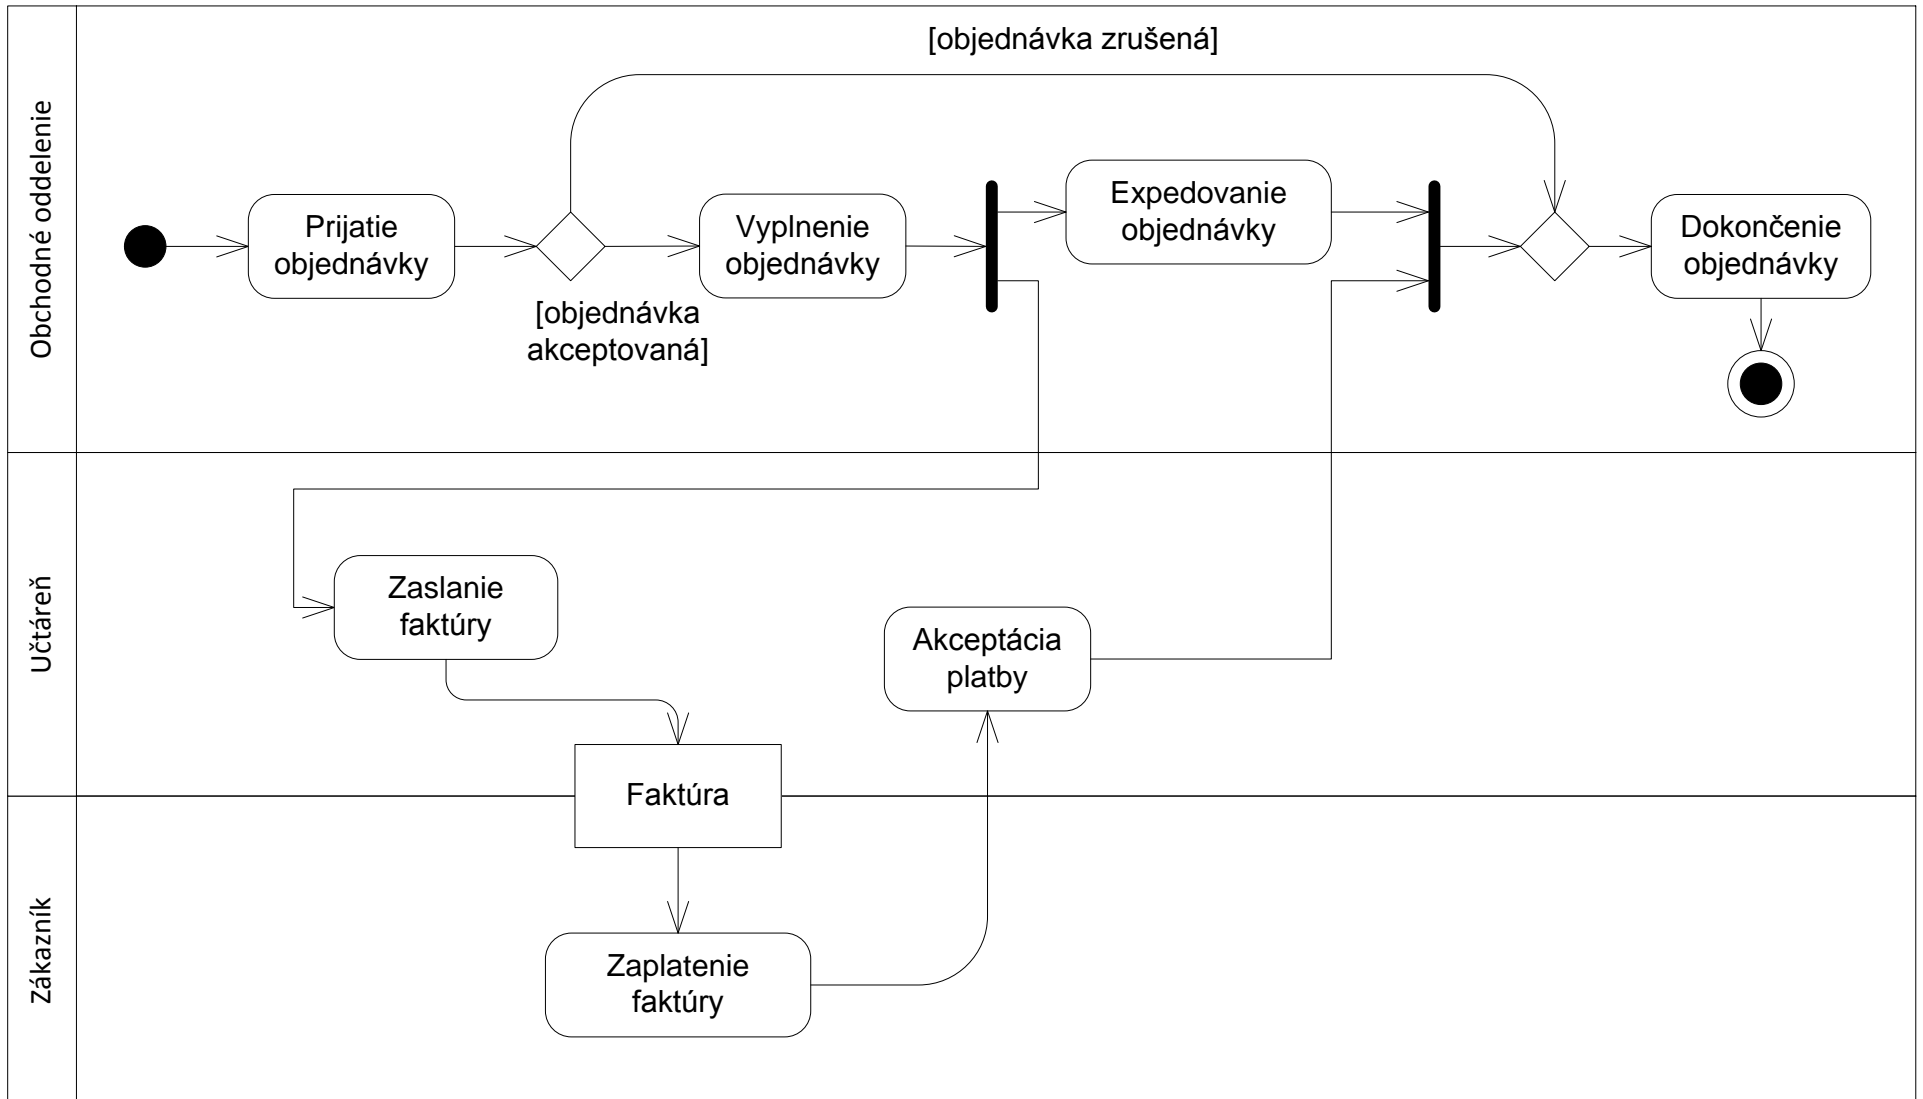 [objednávka zrušená]
Obchodné oddelenie
Prijatie
objednávky
[objednávka
akceptovaná]
Vyplnenie
objednávky
Expedovanie
objednávky
Dokončenie
objednávky
Učtáreň
Zaslanie
faktúry
Akceptácia
platby
Faktúra
Zákazník
Zaplatenie
faktúry